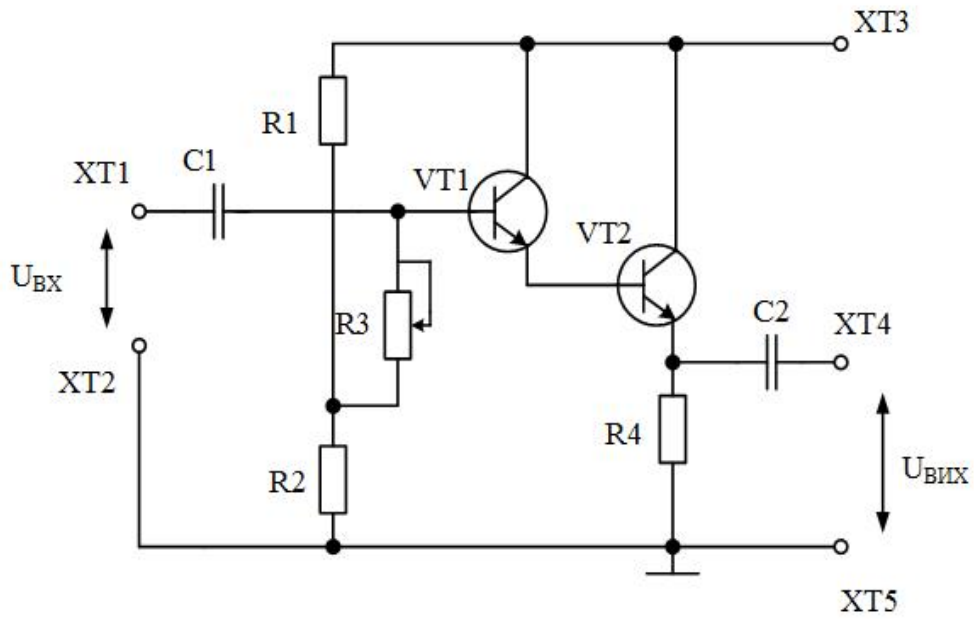 XT3
R1
C1
XT1
VT1
VT2
UВХ
R3
C2
XT4
XT2
R4
R2
UВИХ
XT5